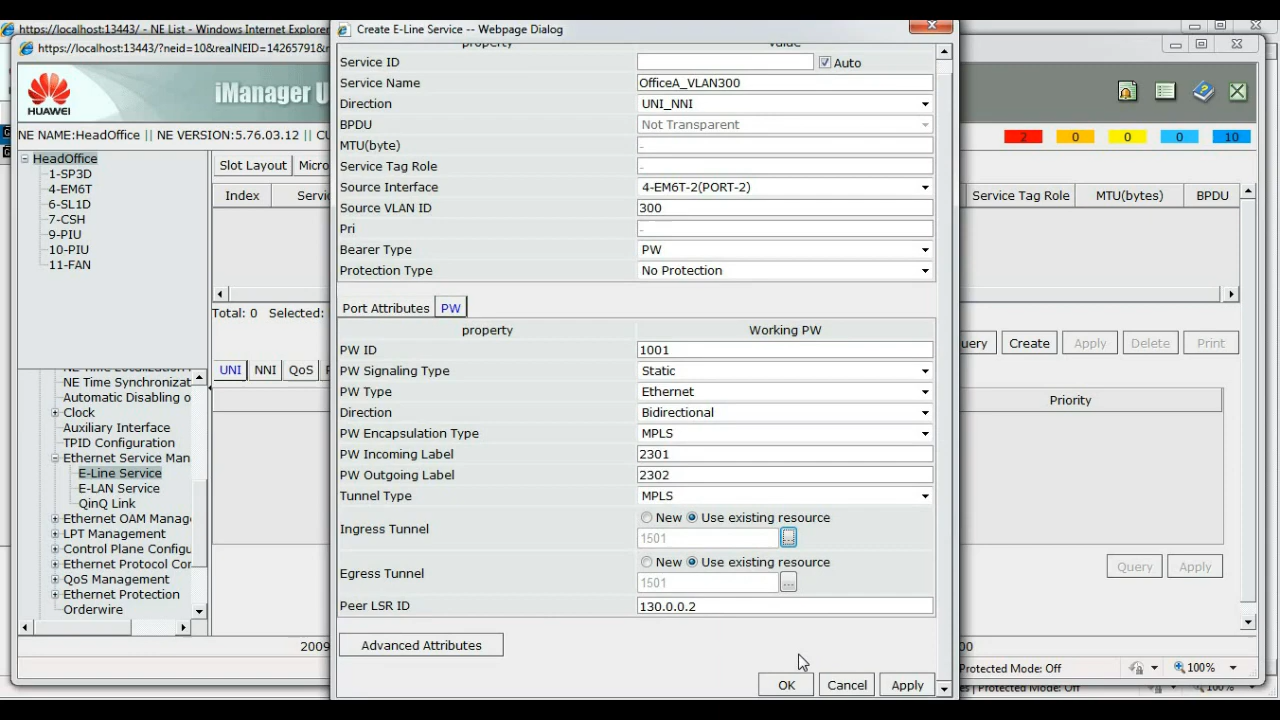 https://localhost:13443/ - NE List - Windows Internet Explorer
Create E-Line Service -- Webpage Dialog
https://localhost:13443/?neid=10&realNEID=14265791&
HUAWEI
iManager U
NE NAME:HeadOffice || NE VERSION:5.76.03.12 ||
2 0 0 0 10
HeadOffice
1-SP3D
4-EM6T
6-SL1D
7-CSH
9-PIU
10-PIU
11-FAN
Slot Layout Micro
Index
Service Tag Role MTU(bytes) BPDU
Total: 0 Selected:
Create Apply Delete Print
UNI NNI QoS
Priority
Query Apply
NE Time Synchronizat
Automatic Disabling o
Clock
Auxiliary Interface
TPID Configuration
Ethernet Service Man
E-Line Service
E-LAN Service
QinQ Link
Ethernet OAM Manag
LPT Management
Control Plane Configu
Ethernet Protocol Cor
QoS Management
Ethernet Protection
Orderwire
property value
Service ID Auto
Service Name OfficeA_VLAN300
Direction UNI_NNI
BPDU Not Transparent
MTU(byte) -
Service Tag Role -
Source Interface 4-EM6T-2(PORT-2)
Source VLAN ID 300
Pri -
Bearer Type PW
Protection Type No Protection
Port Attributes PW
property Working PW
PW ID 1001
PW Signaling Type Static
PW Type Ethernet
Direction Bidirectional
PW Encapsulation Type MPLS
PW Incoming Label 2301
PW Outgoing Label 2302
Tunnel Type MPLS
Ingress Tunnel New Use existing resource
1501 ...
Egress Tunnel New Use existing resource
1501 ...
Peer LSR ID 130.0.0.2
Advanced Attributes
OK Cancel Apply
2009
00
Protected Mode: Off 100%
Protected Mode: Off 100%